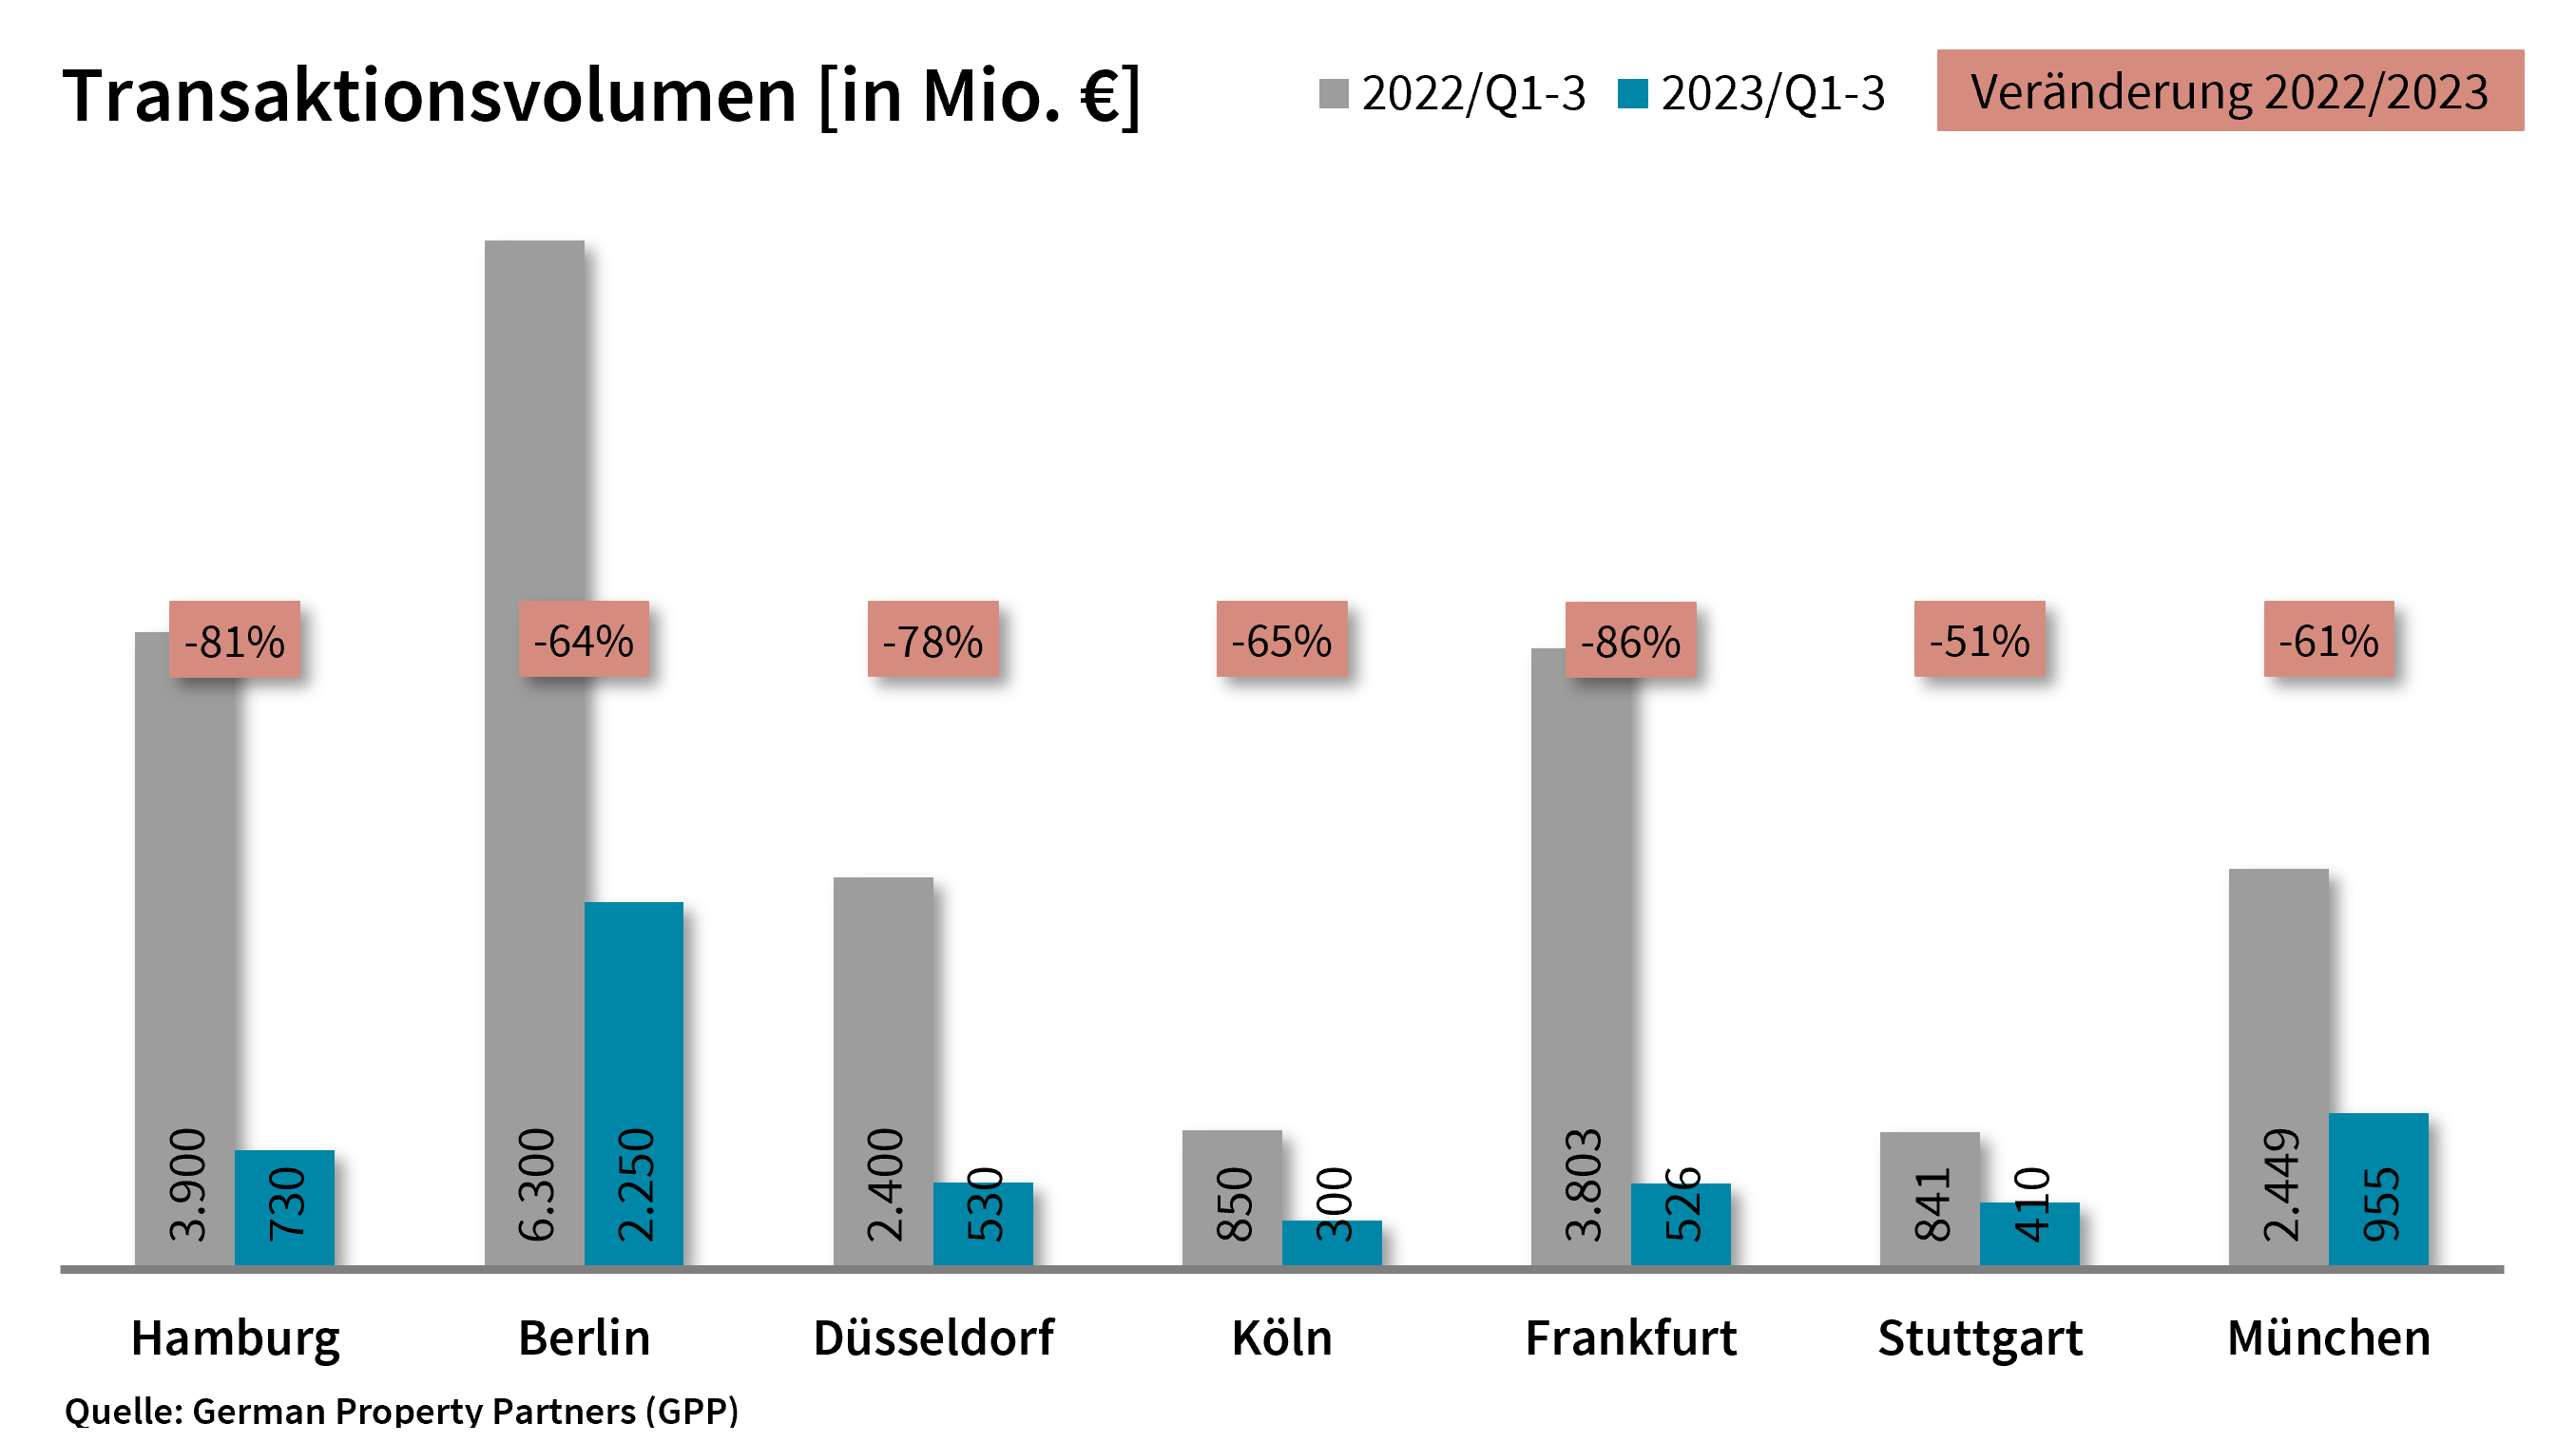 Transaktionsvolumen [in Mio. €]
2022/Q1-3
2023/Q1-3
Veränderung 2022/2023
-81%
-64%
-78%
-65%
-86%
-51%
-61%
3.900
730
6.300
2.250
2.400
530
850
300
3.803
526
841
410
2.449
955
Hamburg
Berlin
Düsseldorf
Köln
Frankfurt
Stuttgart
München
Quelle: German Property Partners (GPP)